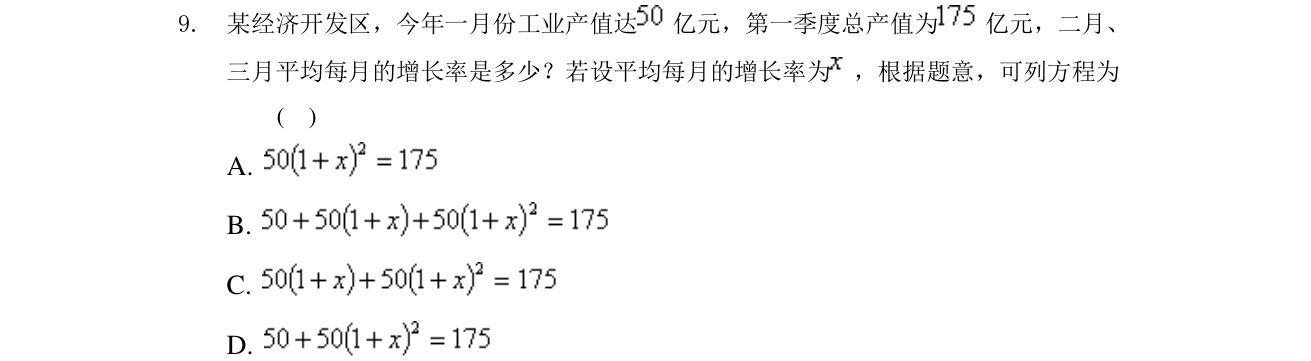 9. 某经济开发区，今年一月份工业产值达50亿元，第一季度总产值为175亿元，二月、
三月平均每月的增长率是多少？若设平均每月的增长率为x，根据题意，可列方程为
(  )
A. 50(1+x)²=175
B. 50+50(1+x)+50(1+x)²=175
C. 50(1+x)+50(1+x)²=175
D. 50+50(1+x)²=175